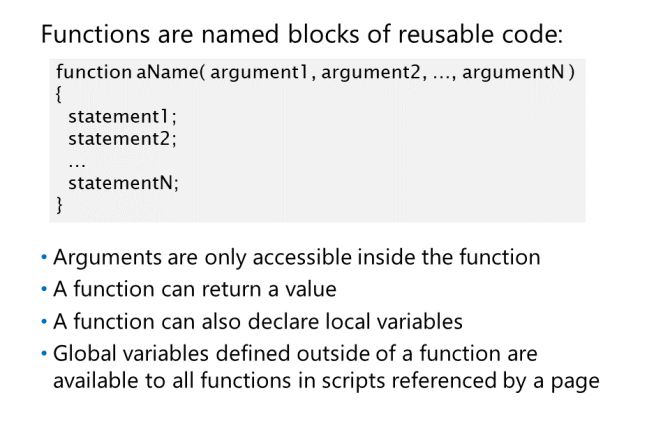 Functions are named blocks of reusable code:
function aName( argument1, argument2, ..., argumentN )
{
statement1;
statement2;
...
statementN;
}
• Arguments are only accessible inside the function
• A function can return a value
• A function can also declare local variables
• Global variables defined outside of a function are
available to all functions in scripts referenced by a page